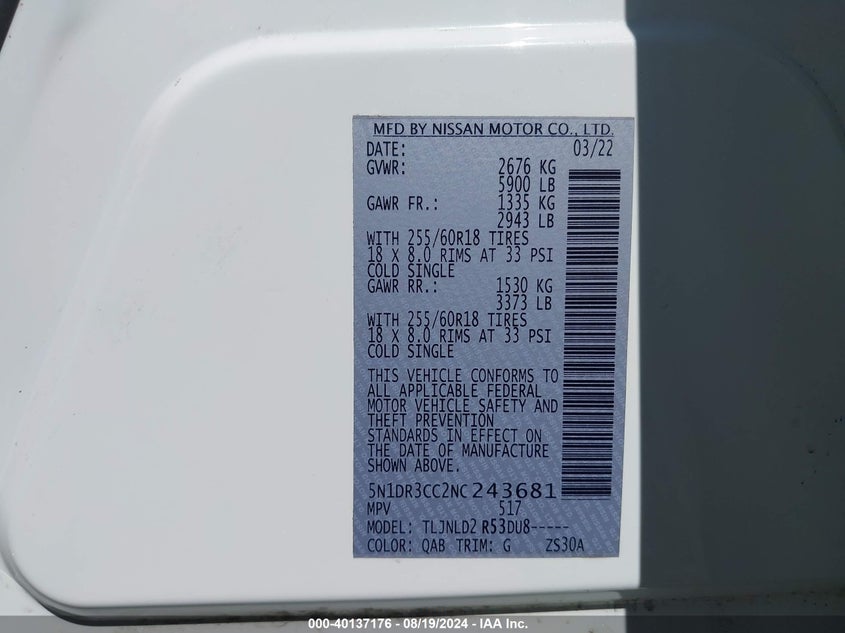 MFD BY NISSAN MOTOR CO., LTD.
DATE: 03/22
GVWR: 2676 KG
5900 LB
GAWR FR.: 1335 KG
2943 LB
WITH 255/60R18 TIRES
18 X 8.0 RIMS AT 33 PSI
COLD SINGLE
GAWR RR.: 1530 KG
3373 LB
WITH 255/60R18 TIRES
18 X 8.0 RIMS AT 33 PSI
COLD SINGLE
THIS VEHICLE CONFORMS TO
ALL APPLICABLE FEDERAL
MOTOR VEHICLE SAFETY AND
THEFT PREVENTION
STANDARDS IN EFFECT ON
THE DATE OF MANUFACTURE
SHOWN ABOVE.
5N1DR3CC2NC243681
MPV 517
MODEL: TLJNLD2 R53DU8-----
COLOR: QAB TRIM: G ZS30A
000-40137176 - 08/19/2024 - IAA Inc.